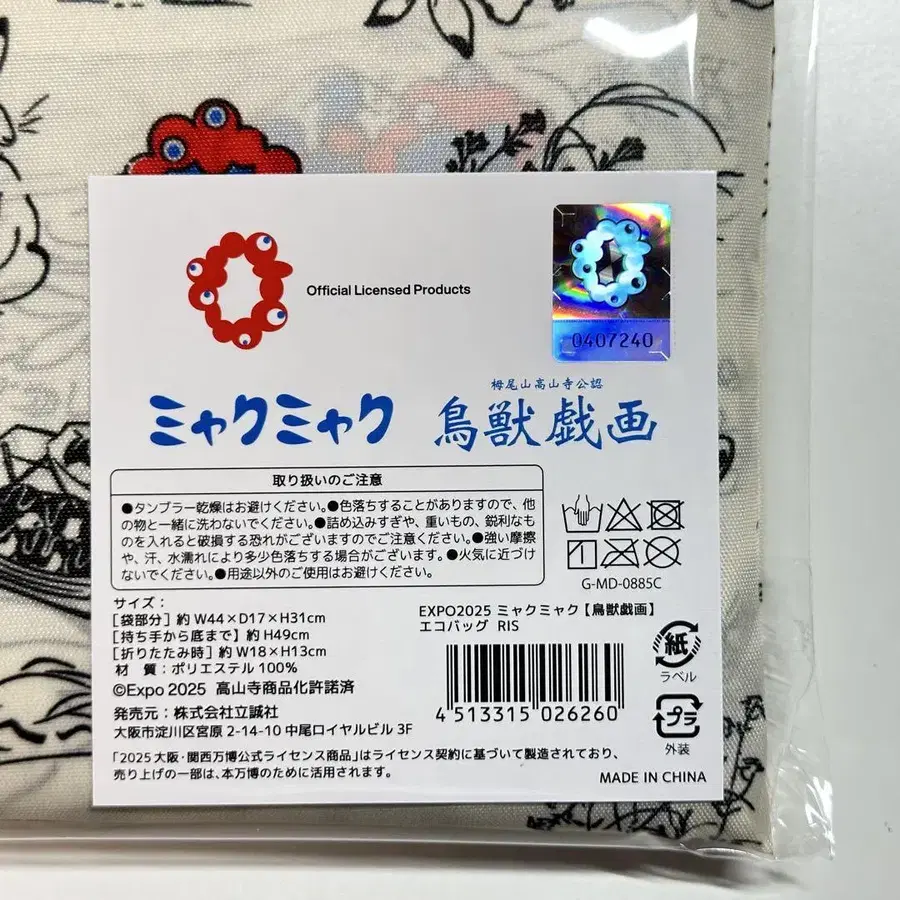 Official Licensed Products
0407240
栂尾山高山寺公認
ミャクミャク 鳥獣戯画
取り扱いのご注意
●タンブラー乾燥はお避けください。●色落ちすることがありますので、他
の物と一緒に洗わないでください。●詰め込みすぎや、重いもの、鋭利なも
のを入れると破損する恐れがございますのでご注意ください。●強い摩擦
や、汗、水濡れにより多少色落ちする場合がございます。●火気に近づけ
ないでください。●用途以外のご使用はお避けください。
G-MD-0885C
サイズ：
[袋部分] 約 W44×D17×H31cm
[持ち手から底まで] 約 H49cm
[折りたたみ時] 約 W18×H13cm
材 質：ポリエステル 100%
©Expo 2025 高山寺商品化許諾済
発売元：株式会社立誠社
大阪市淀川区宮原 2-14-10 中尾ロイヤルビル 3F
EXPO2025 ミャクミャク【鳥獣戯画】
エコバッグ RIS
4 513315 026260
紙
ラベル
プラ
外装
「2025 大阪・関西万博公式ライセンス商品」はライセンス契約に基づいて製造されており、
売り上げの一部は、本万博のために活用されます。
MADE IN CHINA